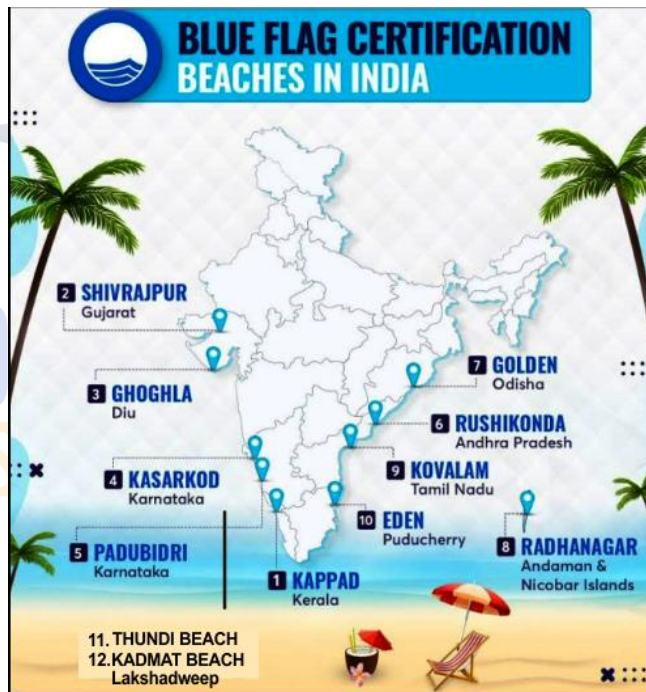 BLUE FLAG CERTIFICATION
BEACHES IN INDIA
2 SHIVRAJPUR
Gujarat
3 GHOGHLA
Diu
4 KASARKOD
Karnataka
5 PADUBIDRI
Karnataka
1 KAPPAD
Kerala
7 GOLDEN
Odisha
6 RUSHIKONDA
Andhra Pradesh
9 KOVALAM
Tamil Nadu
10 EDEN
Puducherry
8 RADHANAGAR
Andaman &
Nicobar Islands
11. THUNDI BEACH
12. KADMAT BEACH
Lakshadweep